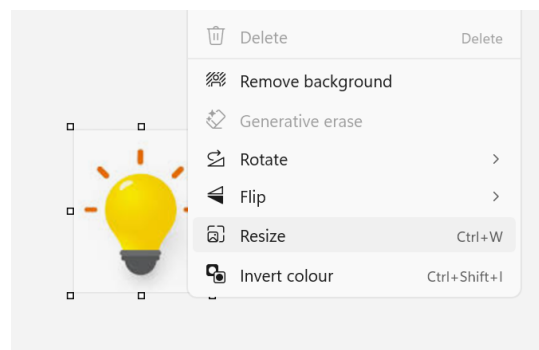 Delete Delete
Remove background
Generative erase
Rotate
Flip
Resize Ctrl+W
Invert colour Ctrl+Shift+I